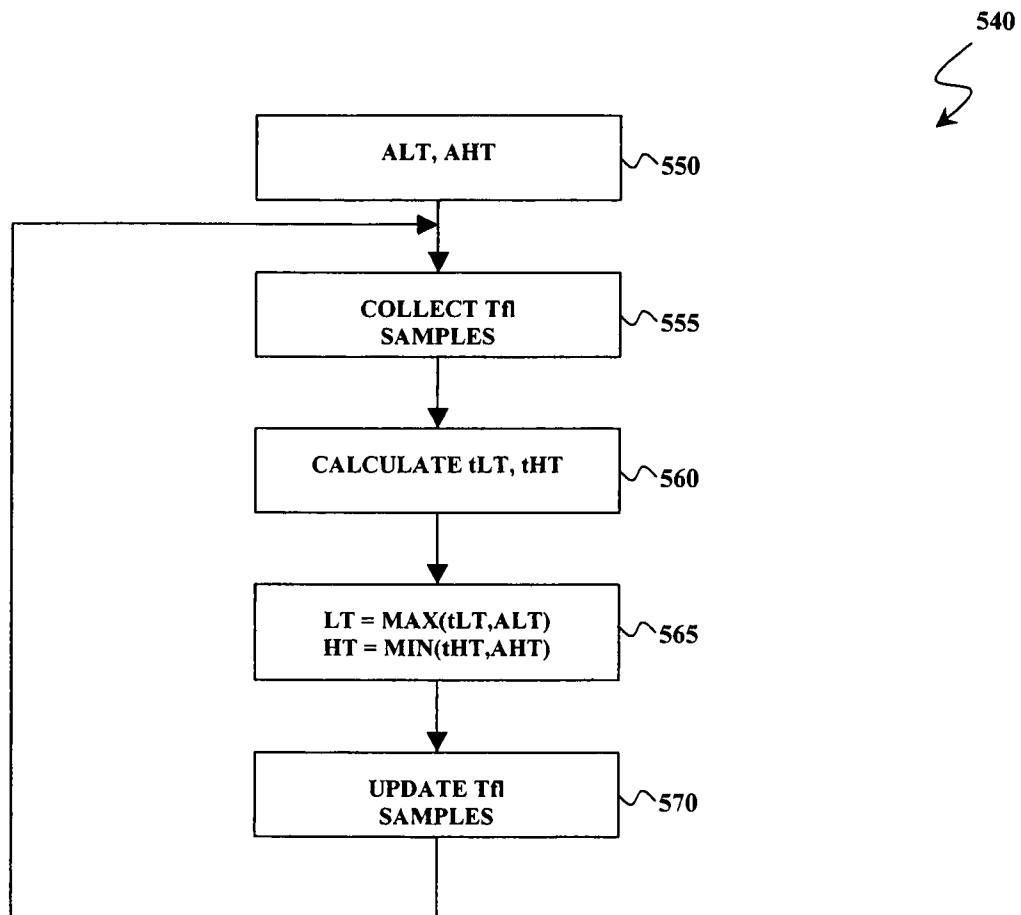 540
ALT, AHT
550
COLLECT Tfl
SAMPLES
555
CALCULATE tLT, tHT
560
LT = MAX(tLT,ALT)
HT = MIN(tHT,AHT)
565
UPDATE Tfl
SAMPLES
570